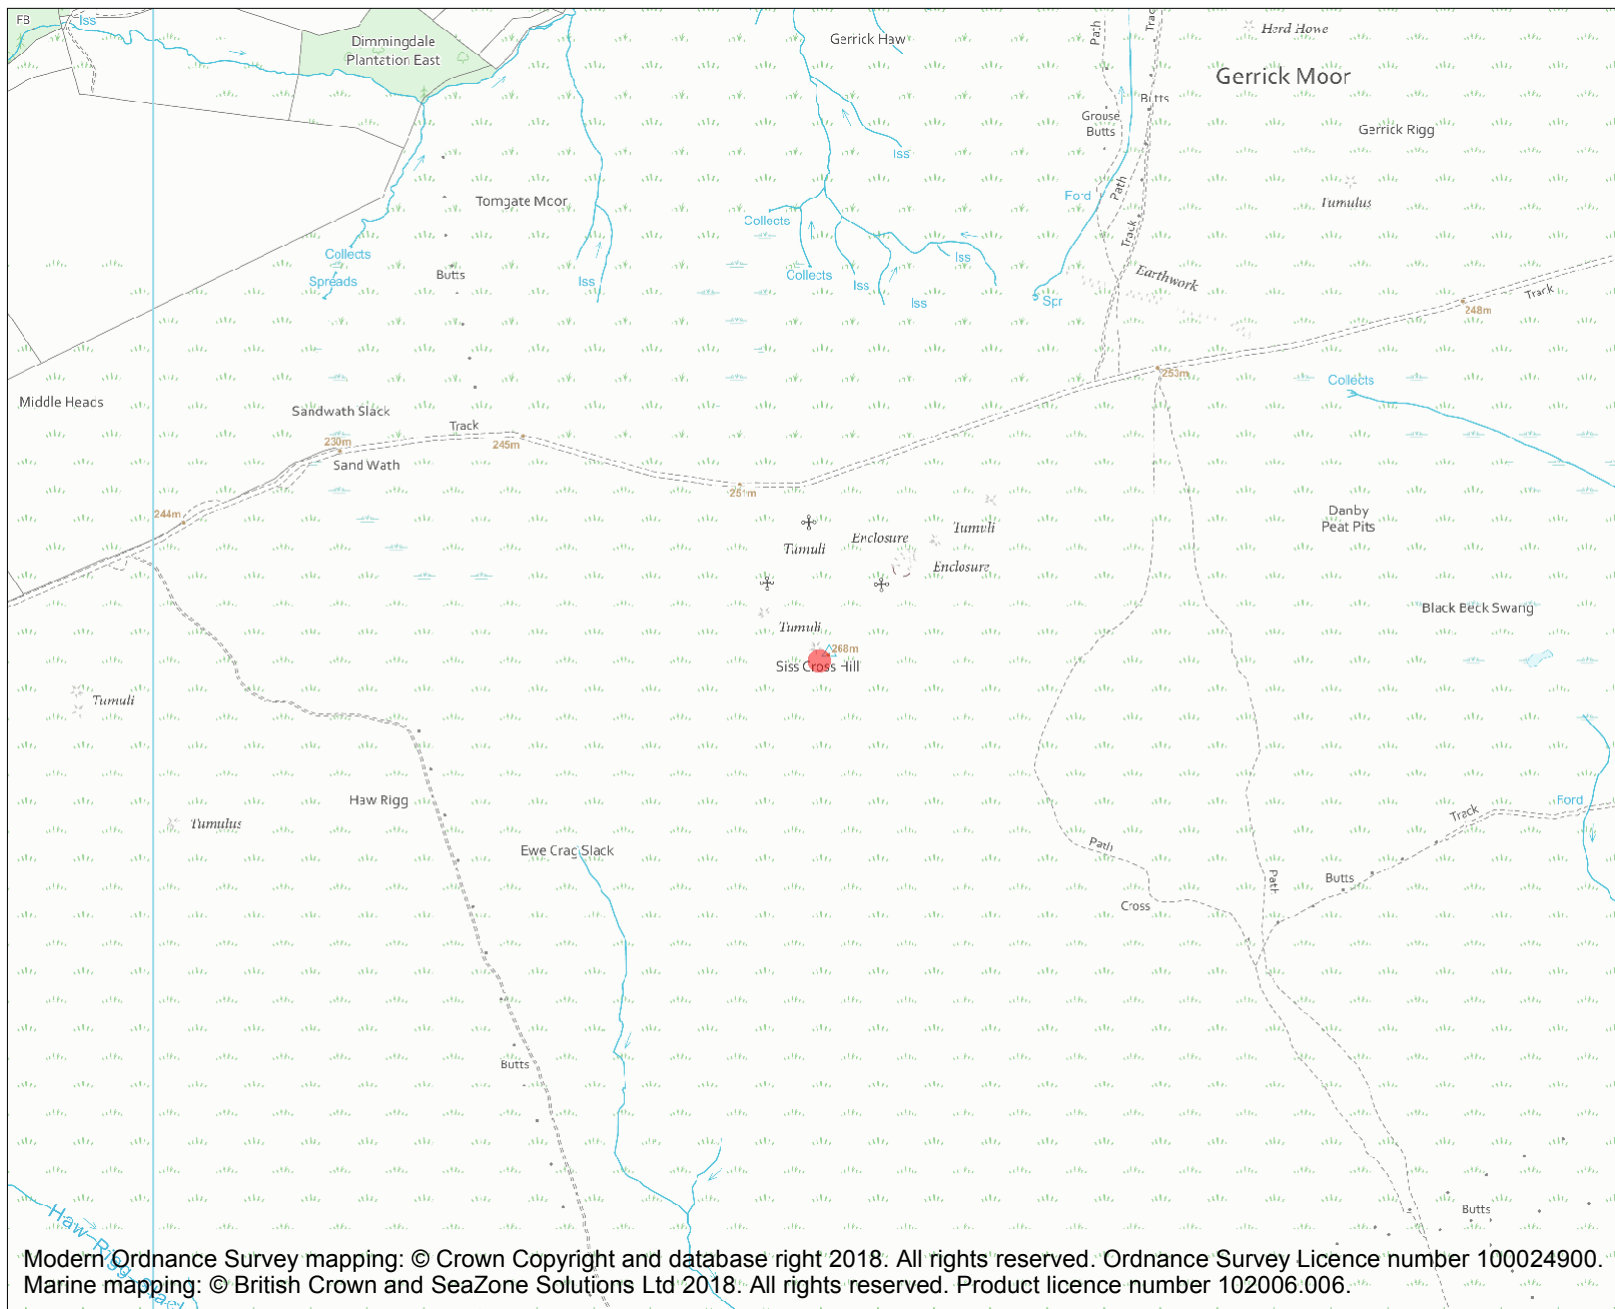 FB
Iss
Dimmingdale
Plantation East
Gerrick Haw
Path
Trac
Herd Howe
Gerrick Moor
Butts
Grouse
Butts
Gerrick Rigg
Iss
Path
Ford
Tomgate Moor
Tumulus
Collects
Track
Collects
Iss
Spreads
Butts
Iss
Collects
Iss
Iss
Spr
Earthwork
Track
248m
253m
Collects
Middle Heads
Sandwath Slack
Track
230m
245m
Sand Wath
251m
244m
Danby
Peat Pits
Tumuli
Enclosure
Tumuli
Enclosure
Black Beck Swang
Tumuli
268m
Siss Cross Hill
Tumuli
Haw Rigg
Ford
Track
Tumulus
Ewe Crag Slack
Path
Path
Butts
Cross
Butts
Butts
Haw Rigg Slack
Modern Ordnance Survey mapping: © Crown Copyright and database right 2018. All rights reserved. Ordnance Survey Licence number 100024900.
Marine mapping: © British Crown and SeaZone Solutions Ltd 2018. All rights reserved. Product licence number 102006.006.